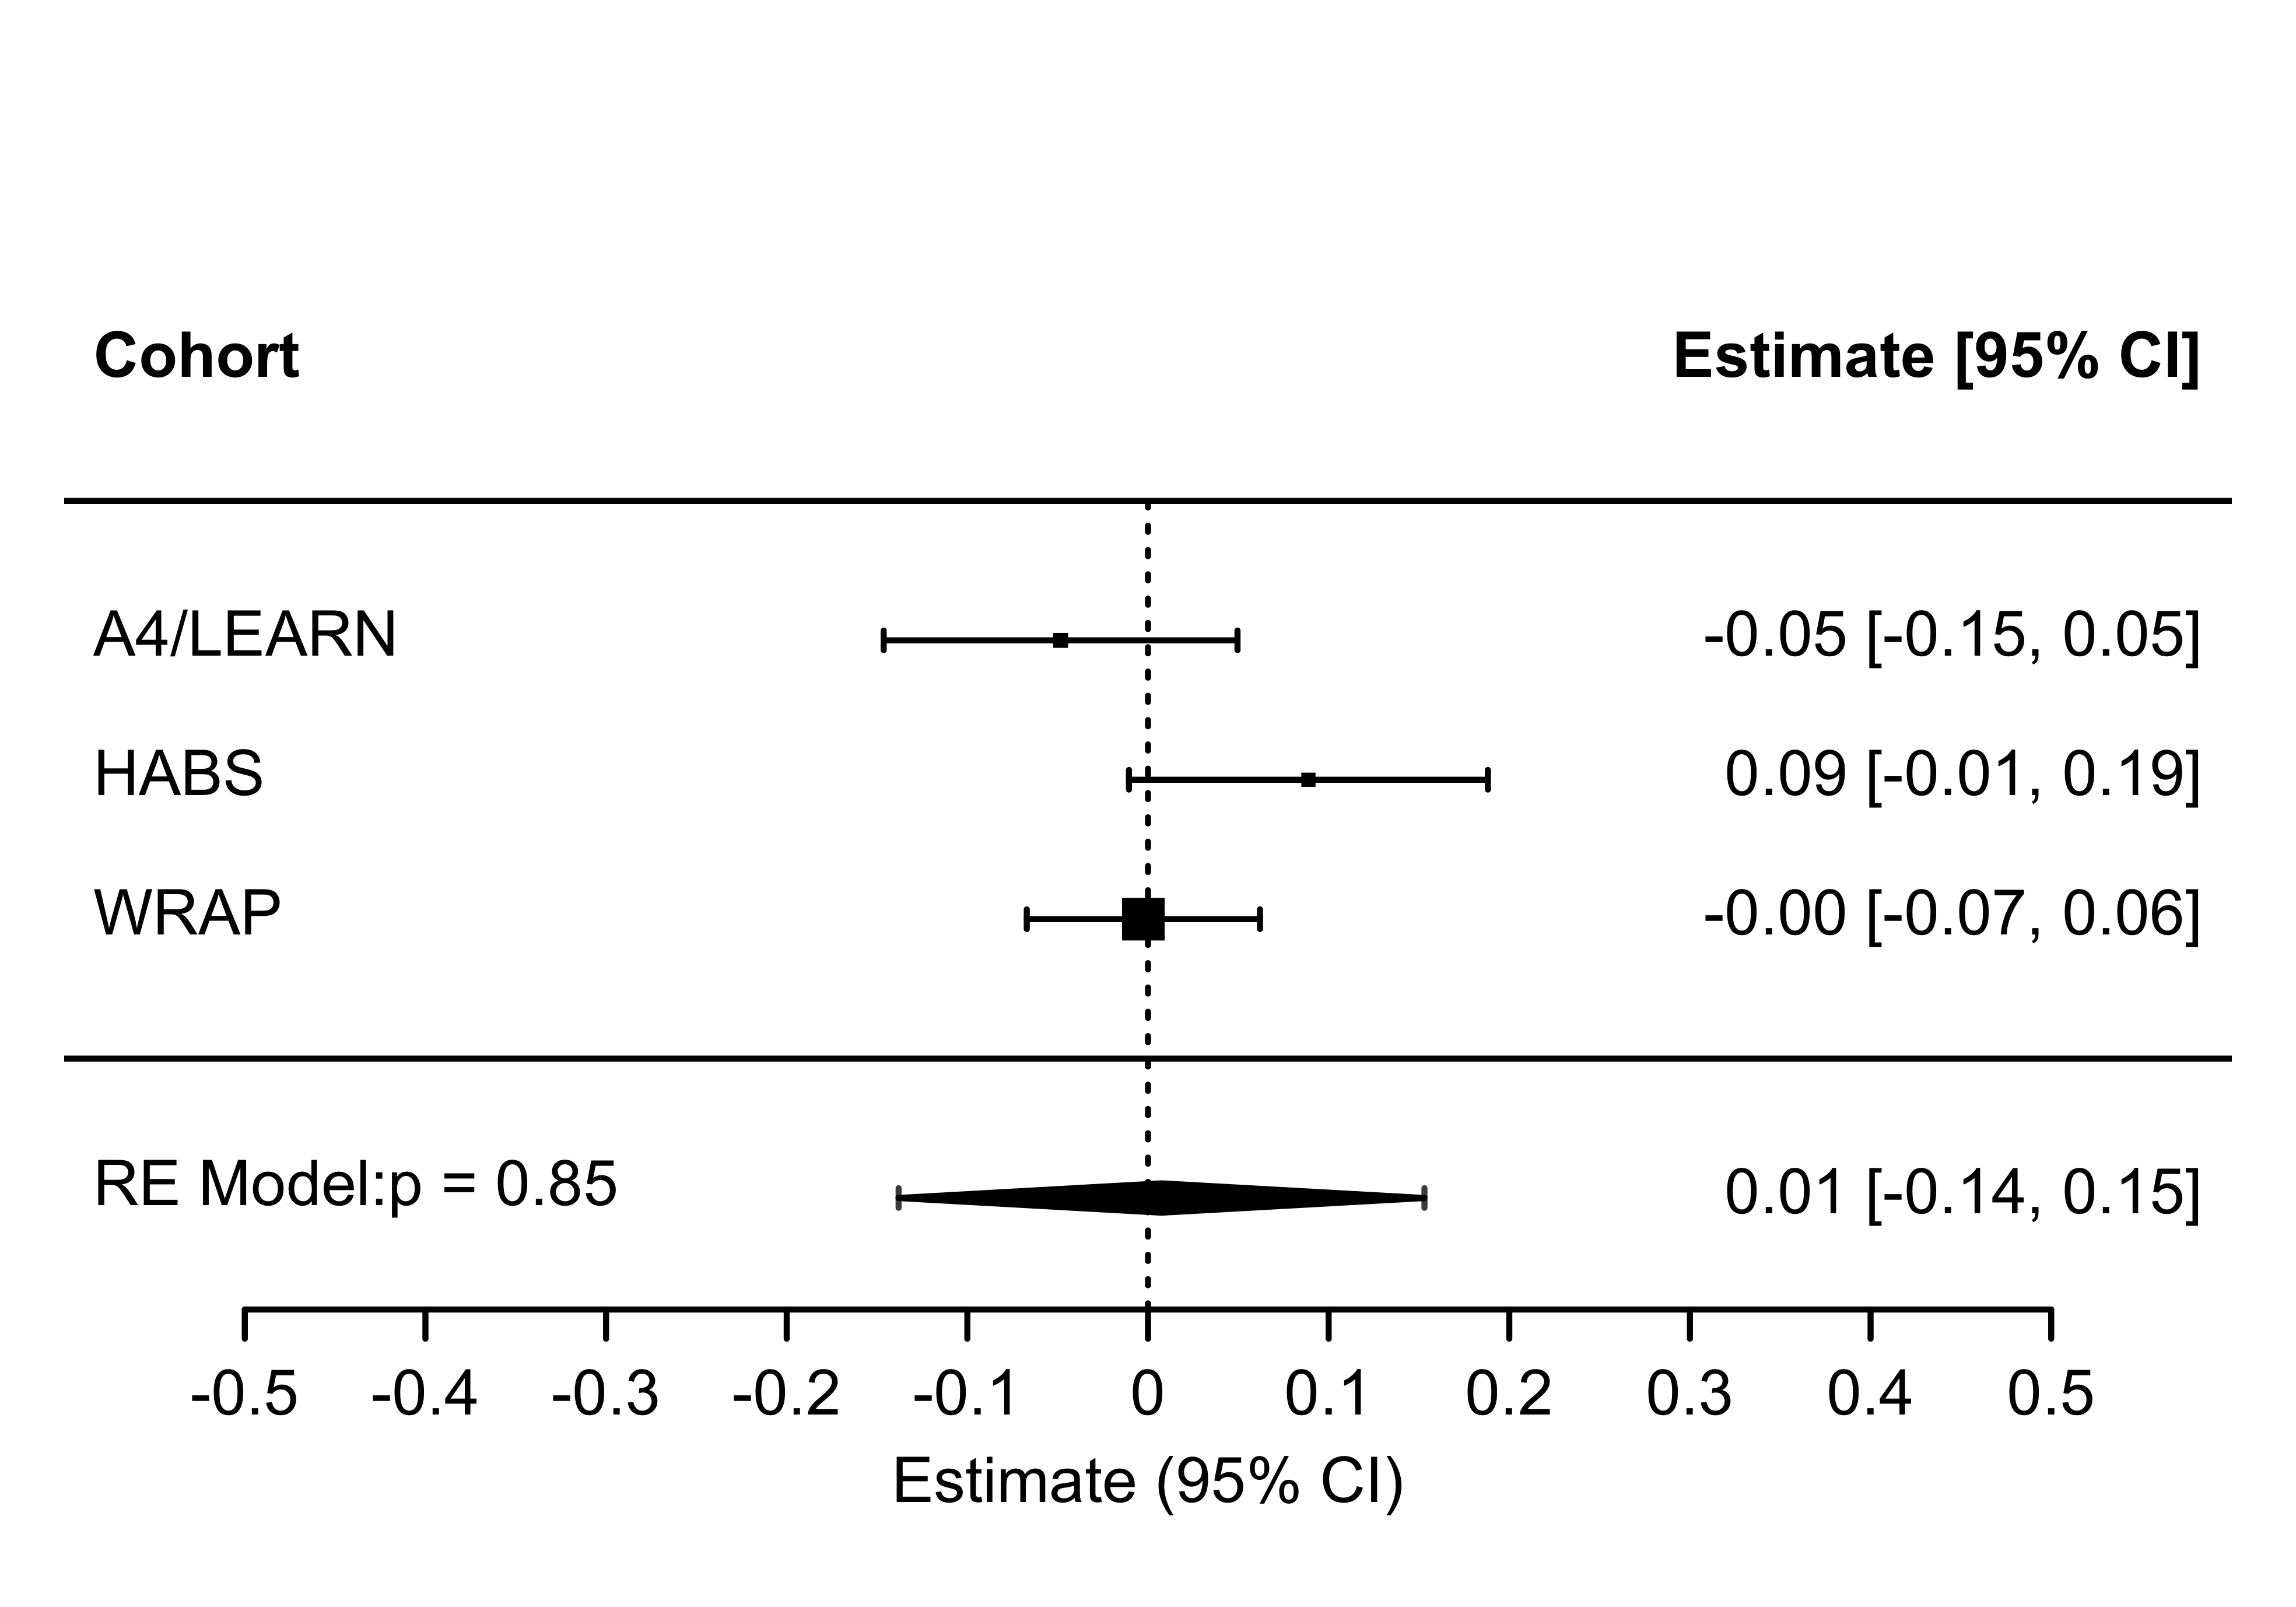 Cohort Estimate [95% CI]
A4/LEARN -0.05 [-0.15, 0.05]
HABS 0.09 [-0.01, 0.19]
WRAP -0.00 [-0.07, 0.06]
RE Model:p = 0.85 0.01 [-0.14, 0.15]
-0.5 -0.4 -0.3 -0.2 -0.1 0 0.1 0.2 0.3 0.4 0.5
Estimate (95% CI)